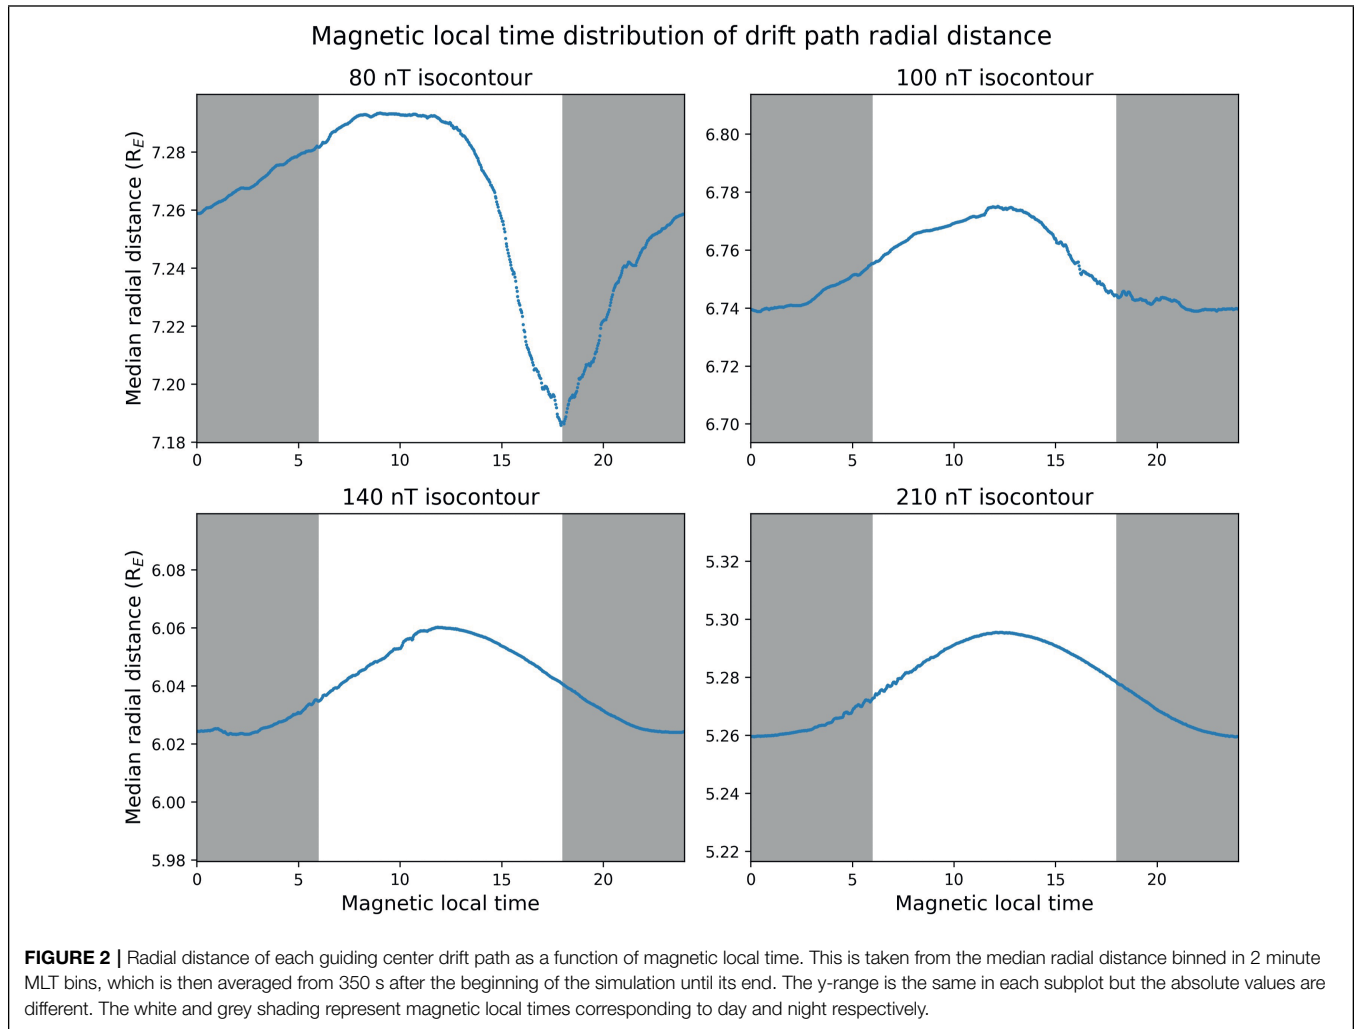 Magnetic local time distribution of drift path radial distance
80 nT isocontour
Median radial distance (R_E)
7.28
7.26
7.24
7.22
7.20
7.18
0 5 10 15 20
100 nT isocontour
6.80
6.78
6.76
6.74
6.72
6.70
0 5 10 15 20
140 nT isocontour
Median radial distance (R_E)
6.08
6.06
6.04
6.02
6.00
5.98
0 5 10 15 20
Magnetic local time
210 nT isocontour
5.32
5.30
5.28
5.26
5.24
5.22
0 5 10 15 20
Magnetic local time
FIGURE 2 | Radial distance of each guiding center drift path as a function of magnetic local time. This is taken from the median radial distance binned in 2 minute
MLT bins, which is then averaged from 350 s after the beginning of the simulation until its end. The y-range is the same in each subplot but the absolute values are
different. The white and grey shading represent magnetic local times corresponding to day and night respectively.